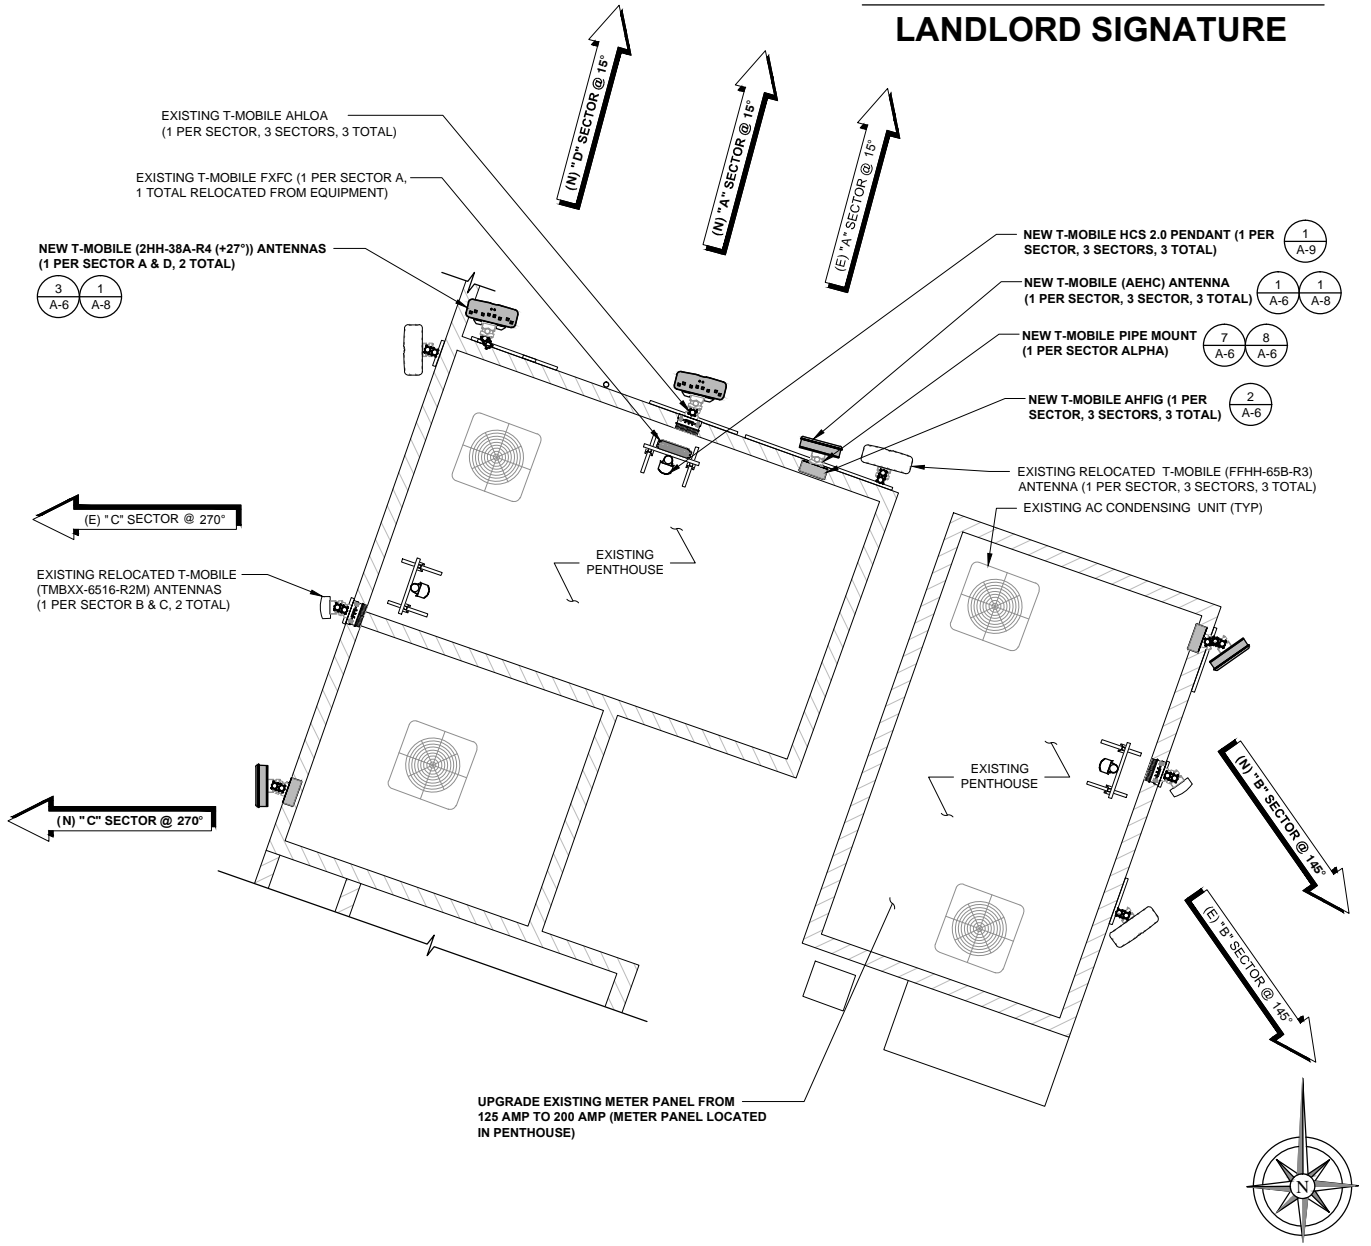 LANDLORD SIGNATURE
(N) "D" SECTOR @ 15°
(N) "A" SECTOR @ 15°
(E) "A" SECTOR @ 15°
EXISTING T-MOBILE AHLOA
(1 PER SECTOR, 3 SECTORS, 3 TOTAL)
EXISTING T-MOBILE FXFC (1 PER SECTOR A,
1 TOTAL RELOCATED FROM EQUIPMENT)
NEW T-MOBILE (2HH-38A-R4 (+27°)) ANTENNAS
(1 PER SECTOR A & D, 2 TOTAL)
3
A-6
1
A-8
NEW T-MOBILE HCS 2.0 PENDANT (1 PER
SECTOR, 3 SECTORS, 3 TOTAL)
1
A-9
NEW T-MOBILE (AEHC) ANTENNA
(1 PER SECTOR, 3 SECTOR, 3 TOTAL)
1
A-6
1
A-8
NEW T-MOBILE PIPE MOUNT
(1 PER SECTOR ALPHA)
7
A-6
8
A-6
NEW T-MOBILE AHFIG (1 PER
SECTOR, 3 SECTORS, 3 TOTAL)
2
A-6
EXISTING RELOCATED T-MOBILE (FFHH-65B-R3)
ANTENNA (1 PER SECTOR, 3 SECTORS, 3 TOTAL)
EXISTING AC CONDENSING UNIT (TYP)
(E) "C" SECTOR @ 270°
EXISTING
PENTHOUSE
EXISTING RELOCATED T-MOBILE
(TMBXX-6516-R2M) ANTENNAS
(1 PER SECTOR B & C, 2 TOTAL)
EXISTING
PENTHOUSE
(N) "C" SECTOR @ 270°
(N) "B" SECTOR @ 145°
(E) "B" SECTOR @ 145°
UPGRADE EXISTING METER PANEL FROM
125 AMP TO 200 AMP (METER PANEL LOCATED
IN PENTHOUSE)
N